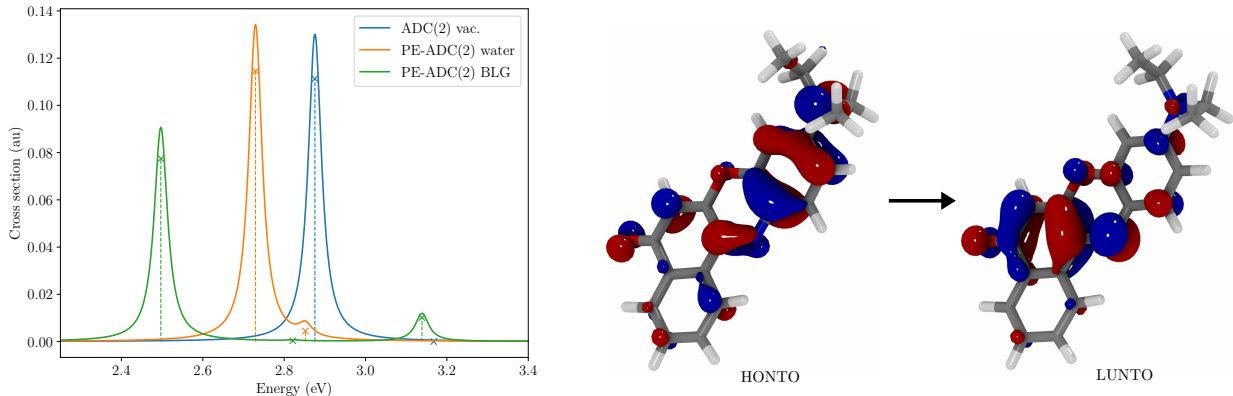 0.14
0.12
0.10
0.08
0.06
0.04
0.02
0.00
Cross section (au)
2.4
2.6
2.8
3.0
3.2
3.4
Energy (eV)
ADC(2) vac.
PE-ADC(2) water
PE-ADC(2) BLG
HONTO
LUNTO